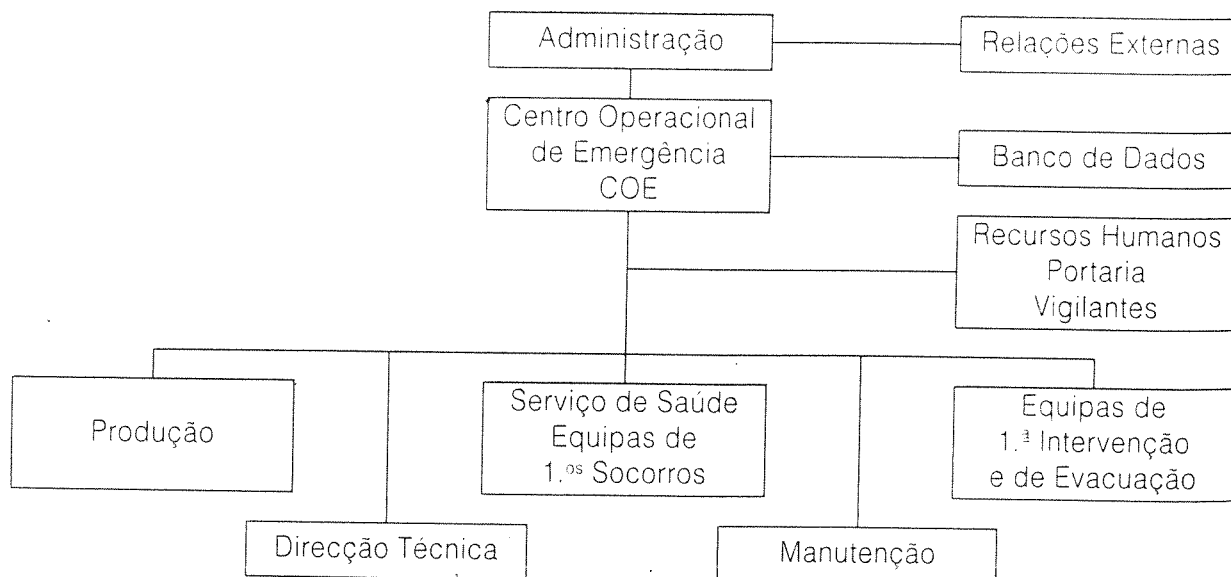 Administração
Relações Externas
Centro Operacional
de Emergência
COE
Banco de Dados
Recursos Humanos
Portaria
Vigilantes
Produção
Serviço de Saúde
Equipas de
1.ºˢ Socorros
Equipas de
1.ª Intervenção
e de Evacuação
Direcção Técnica
Manutenção